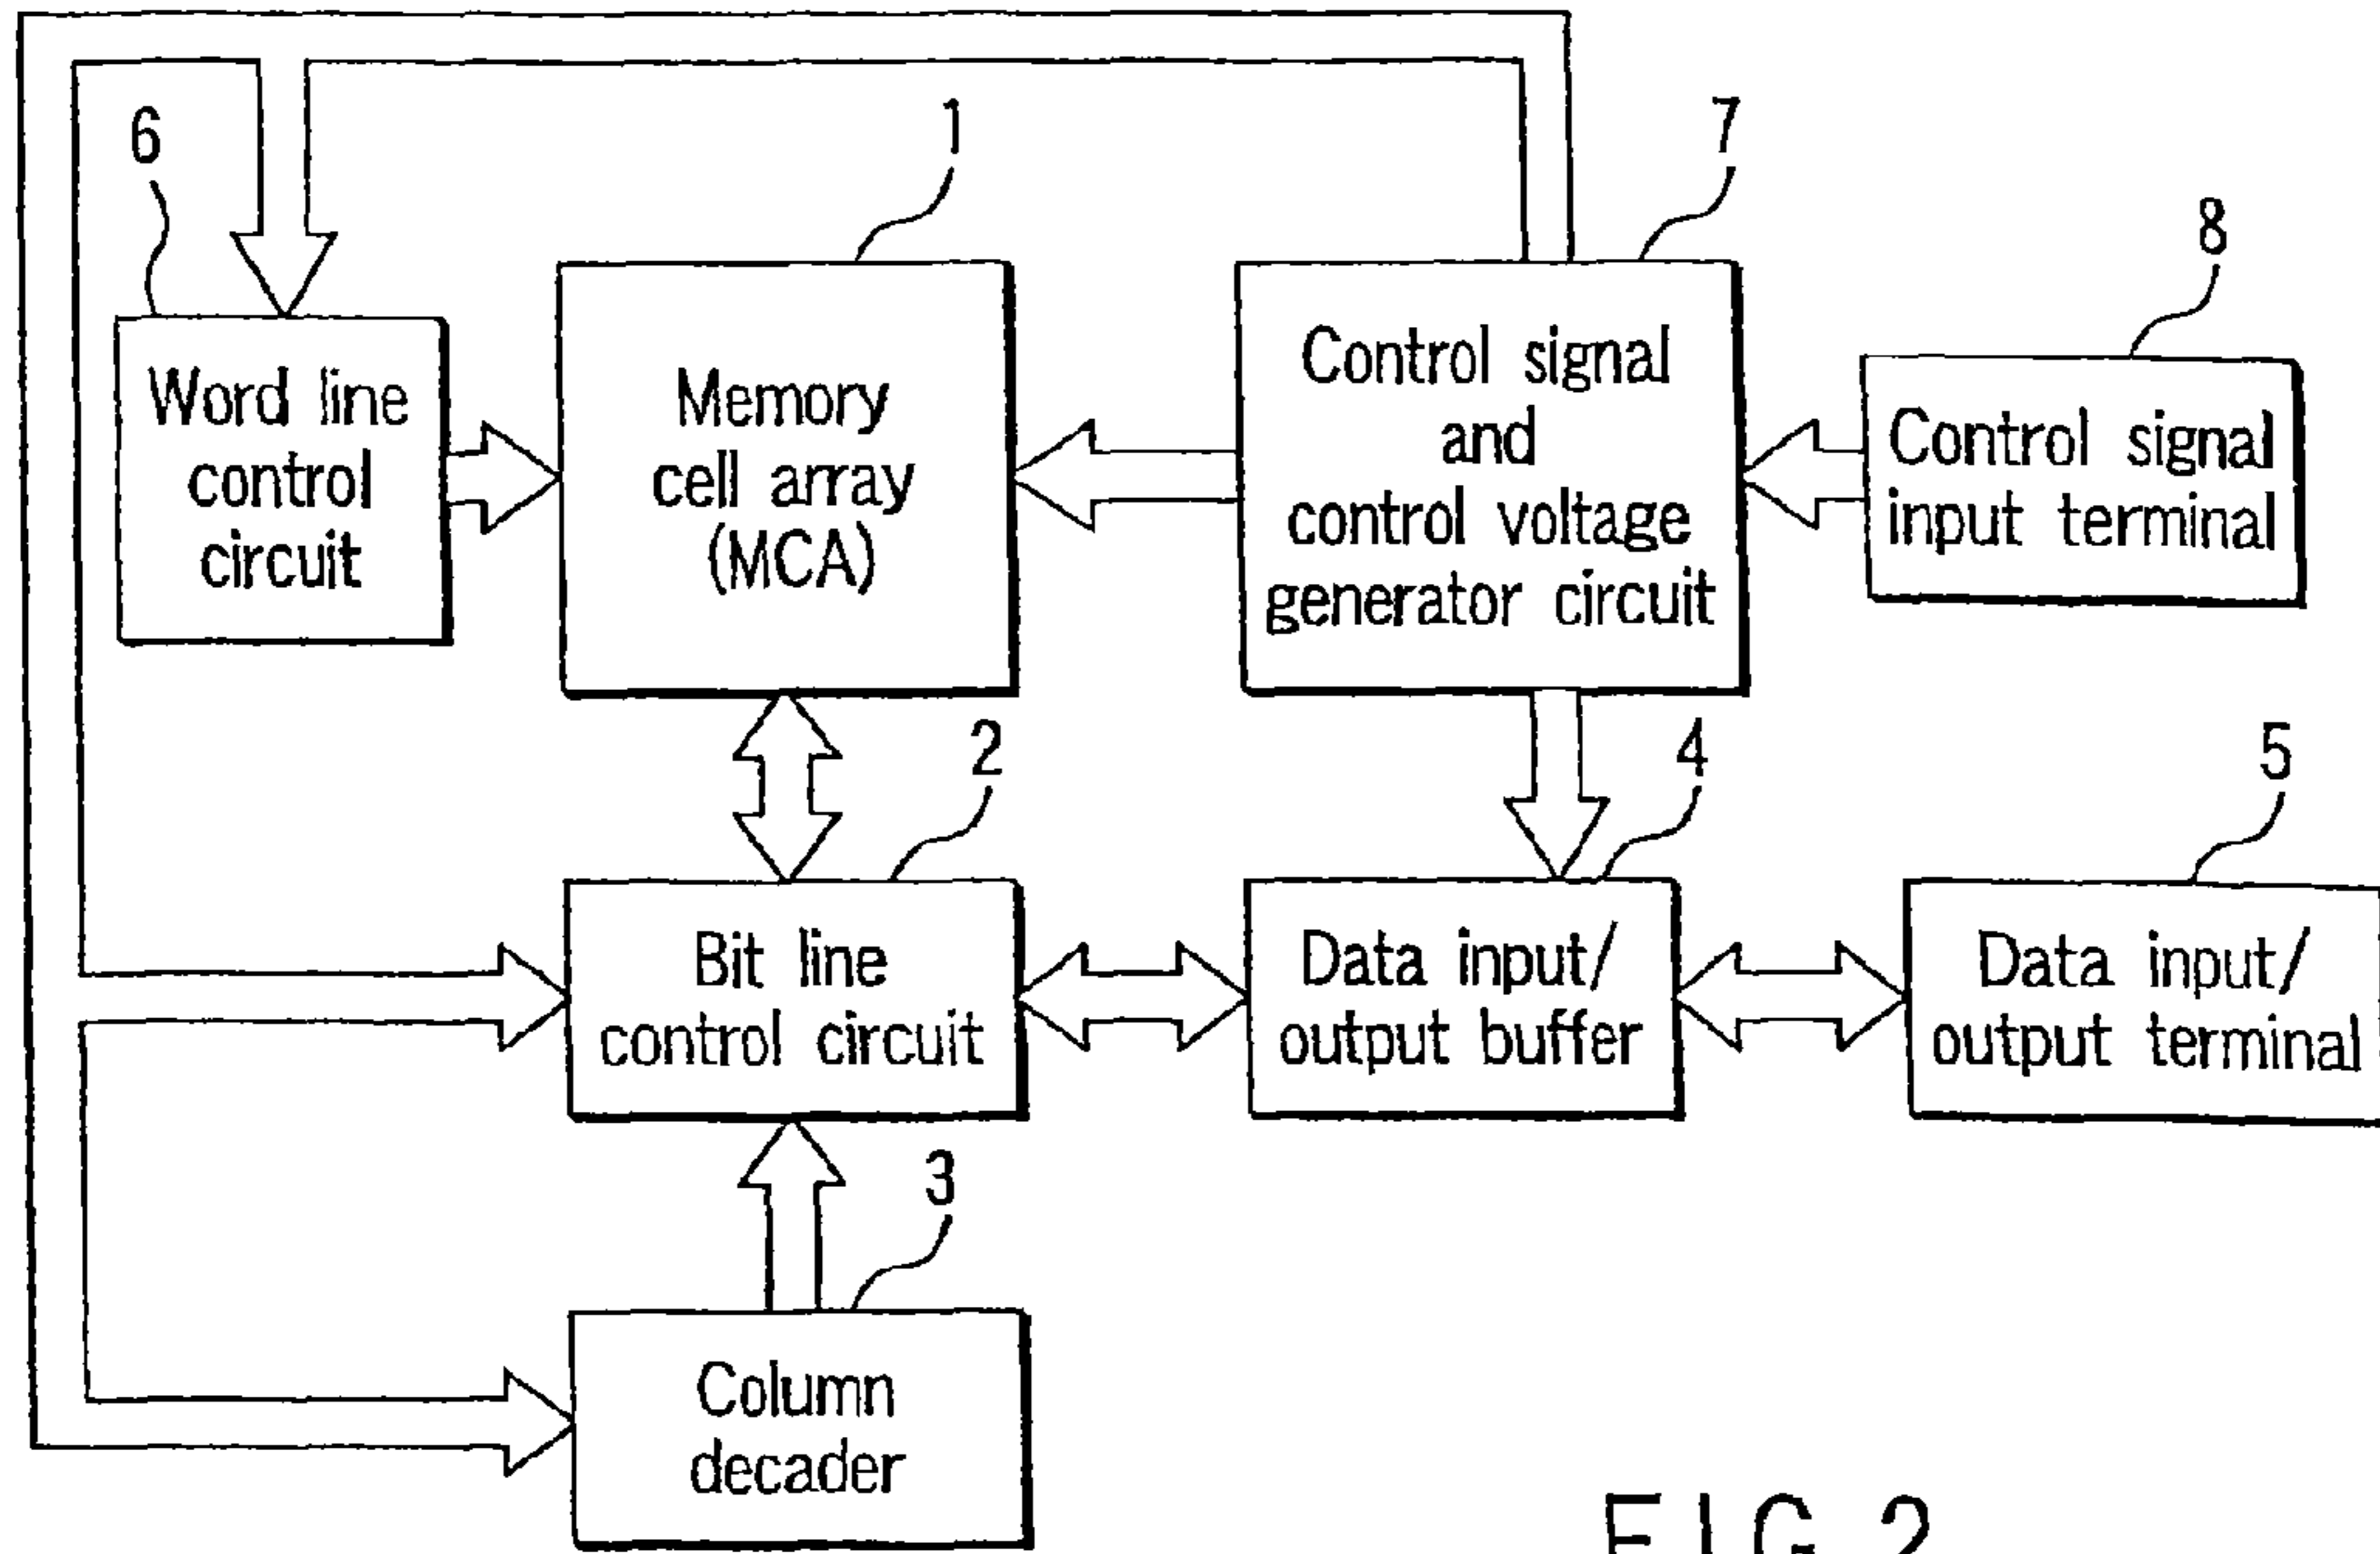 6
1
7
8
Word line
control
circuit
Memory
cell array
(MCA)
Control signal
and
control voltage
generator circuit
Control signal
input terminal
2
4
5
Bit line
control circuit
Data input/
output buffer
Data input/
output terminal
3
Column
decader
FIG.2